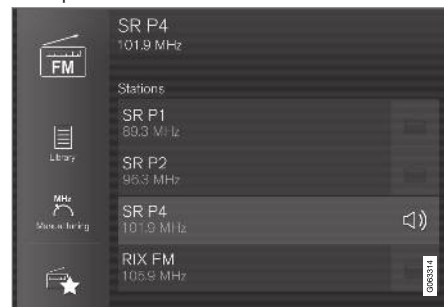 SR P4
101.9 MHz
FM
Stations
SR P1
89.3 MHz
Library
SR P2
96.3 MHz
MHz
Manual tuning
SR P4
101.9 MHz
RIX FM
105.9 MHz
G063314